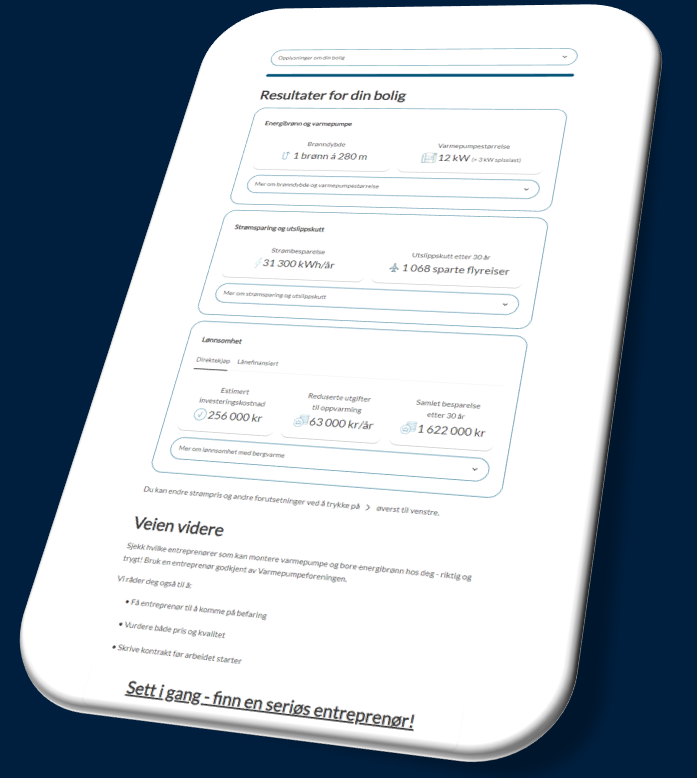 Opplysninger om din bolig
Resultater for din bolig
Energibrønn og varmepumpe
Brønndybde
1 brønn á 280 m
Varmepumpestørrelse
12 kW (+ 3 kW spisslast)
Mer om brønndybde og varmepumpestørrelse
Strømsparing og utslippskutt
Strømbesparelse
31 300 kWh/år
Utslippskutt etter 30 år
1 068 sparte flyreiser
Mer om strømsparing og utslippskutt
Lønnsomhet
Direktekjøp Lånefinansiert
Estimert
investeringskostnad
256 000 kr
Reduserte utgifter
til oppvarming
63 000 kr/år
Samlet besparelse
etter 30 år
1 622 000 kr
Mer om lønnsomhet med bergvarme
Du kan endre strømpris og andre forutsetninger ved å trykke på > øverst til venstre.
Veien videre
Sjekk hvilke entreprenører som kan montere varmepumpe og bore energibrønn hos deg - riktig og
trygt! Bruk en entreprenør godkjent av Varmepumpeforeningen.
Vi råder deg også til å:
• Få entreprenør til å komme på befaring
• Vurdere både pris og kvalitet
• Skrive kontrakt før arbeidet starter
Sett i gang - finn en seriøs entreprenør!